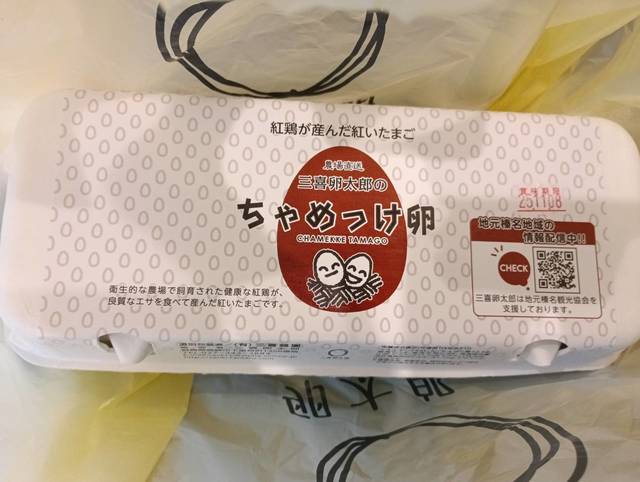 紅鶏が産んだ紅いたまご
農場直送
三喜卵太郎の
ちゃめっけ卵
CHAMEKKE TAMAGO
賞味期限
251108
地元榛名地域の
情報配信中!!
CHECK
三喜卵太郎は地元榛名観光協会を
支援しております。
衛生的な農場で飼育された健康な紅鶏が、
良質なエサを食べて産んだ紅いたまごです。
卵太郎